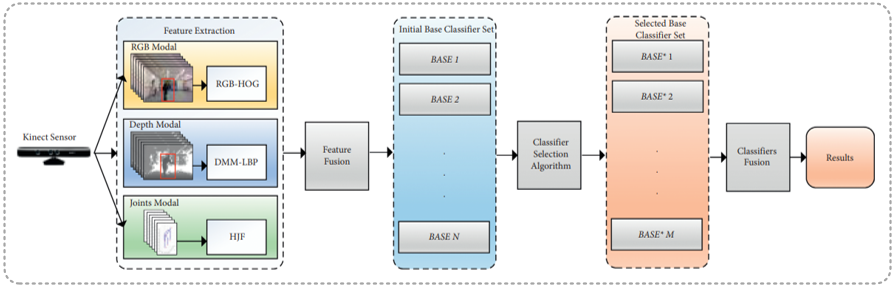 Kinect Sensor
Feature Extraction
RGB Modal
RGB-HOG
Depth Modal
DMM-LBP
Joints Modal
HJF
Feature
Fusion
Initial Base Classifier Set
BASE 1
BASE 2
.
.
.
BASE N
Classifier
Selection
Algorithm
Selected Base
Classifier Set
BASE* 1
BASE* 2
.
.
.
BASE* M
Classifiers
Fusion
Results